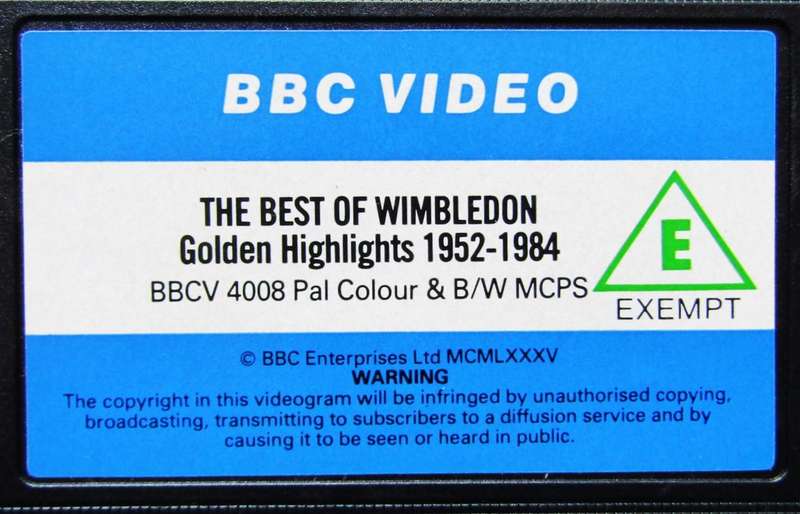 BBC VIDEO
THE BEST OF WIMBLEDON
Golden Highlights 1952-1984
BBCV 4008 Pal Colour & B/W MCPS
E
EXEMPT
© BBC Enterprises Ltd MCMLXXXV
WARNING
The copyright in this videogram will be infringed by unauthorised copying,
broadcasting, transmitting to subscribers to a diffusion service and by
causing it to be seen or heard in public.